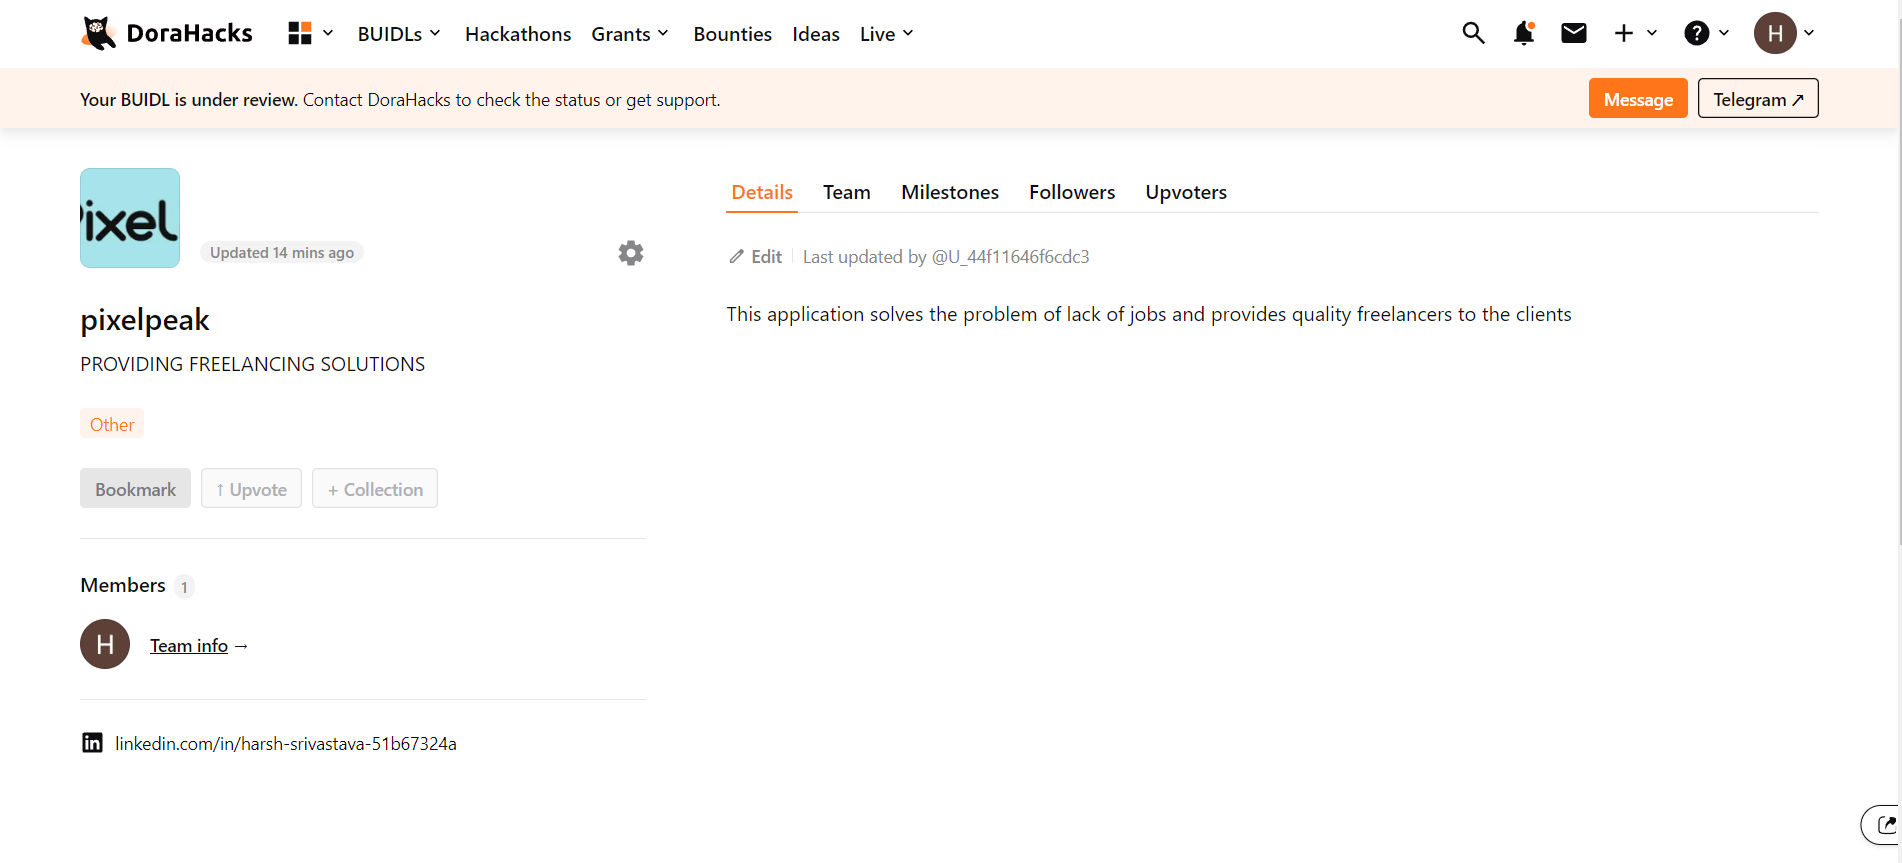 DoraHacks BUIDLs Hackathons Grants Bounties Ideas Live ? H
Your BUIDL is under review. Contact DoraHacks to check the status or get support. Message Telegram ↗
ixel
Updated 14 mins ago
pixelpeak
PROVIDING FREELANCING SOLUTIONS
Other
Bookmark ↑ Upvote + Collection
Members 1
H Team info →
in linkedin.com/in/harsh-srivastava-51b67324a
Details Team Milestones Followers Upvoters
Edit Last updated by @U_44f11646f6cdc3
This application solves the problem of lack of jobs and provides quality freelancers to the clients